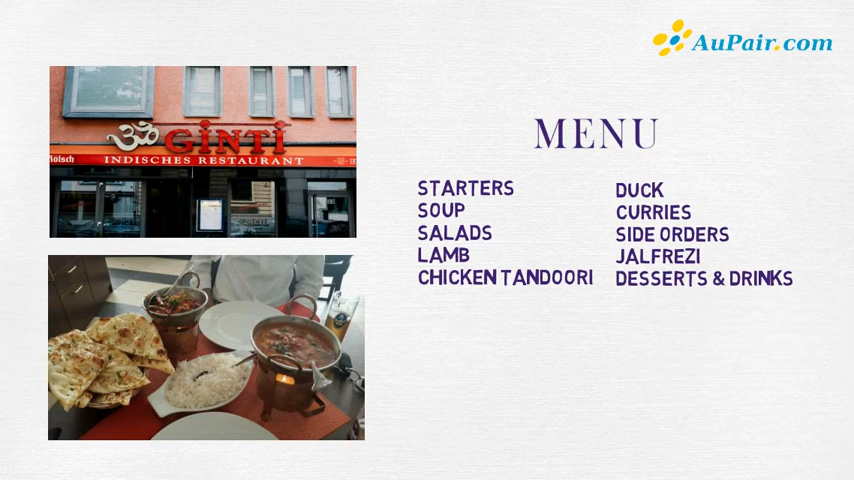 AuPair.com
ॐ GiNTi
Kölsch
INDISCHES RESTAURANT
MENU
STARTERS
SOUP
SALADS
LAMB
CHICKEN TANDOORI
DUCK
CURRIES
SIDE ORDERS
JALFREZI
DESSERTS & DRINKS